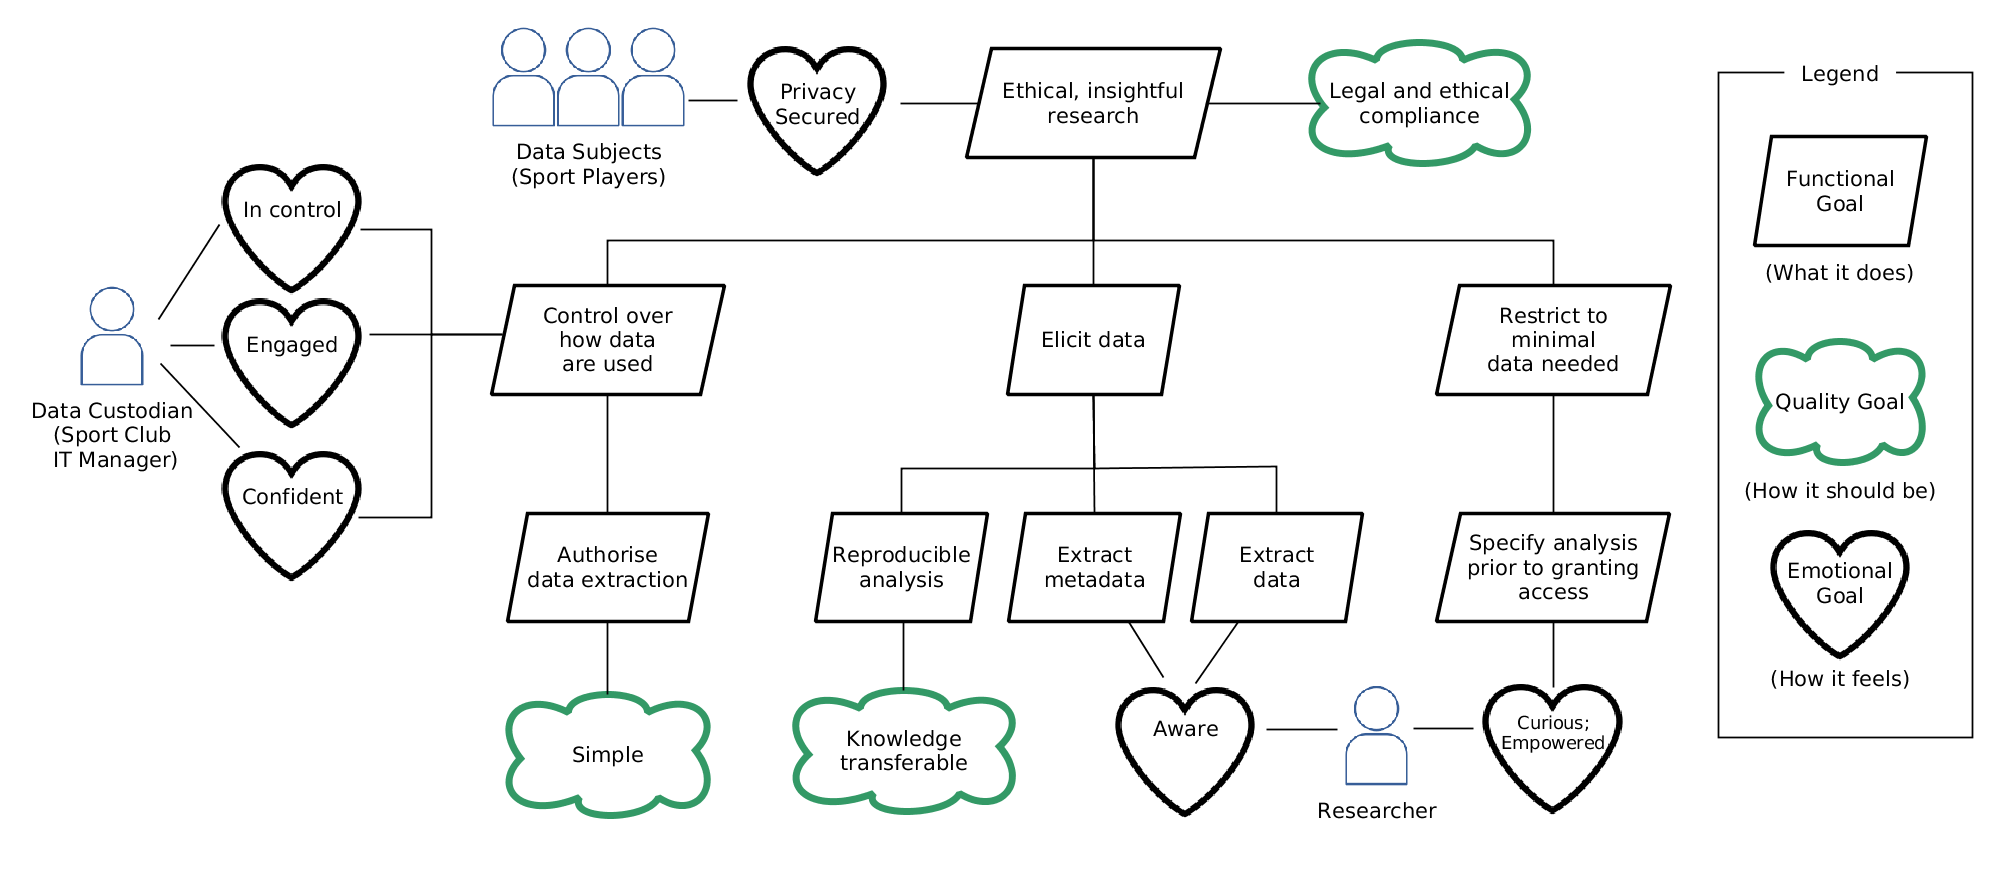 Privacy
Secured
Ethical, insightful
research
Legal and ethical
compliance
Legend
Data Subjects
(Sport Players)
Functional
Goal
(What it does)
In control
Engaged
Confident
Data Custodian
(Sport Club
IT Manager)
Control over
how data
are used
Elicit data
Restrict to
minimal
data needed
Quality Goal
(How it should be)
Authorise
data extraction
Reproducible
analysis
Extract
metadata
Extract
data
Specify analysis
prior to granting
access
Emotional
Goal
(How it feels)
Simple
Knowledge
transferable
Aware
Researcher
Curious;
Empowered